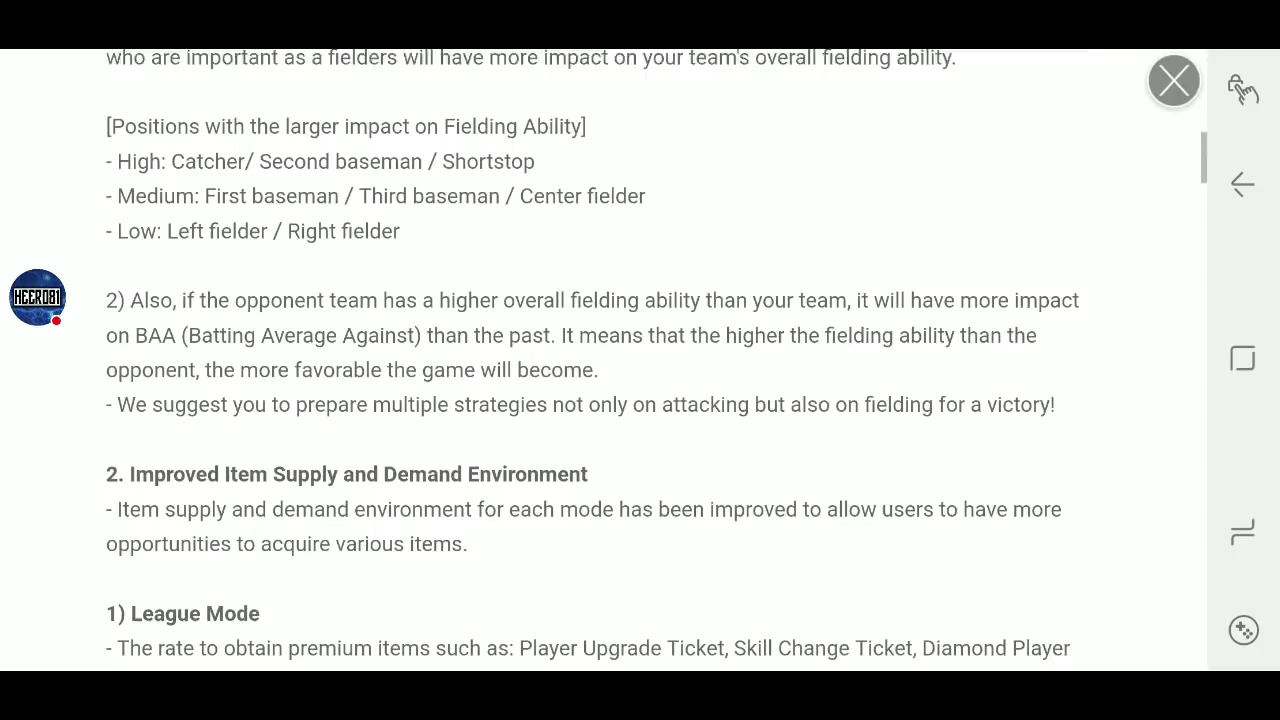 who are important as a fielders will have more impact on your team's overall fielding ability.
[Positions with the larger impact on Fielding Ability]
- High: Catcher/ Second baseman / Shortstop
- Medium: First baseman / Third baseman / Center fielder
- Low: Left fielder / Right fielder
HEERO81
2) Also, if the opponent team has a higher overall fielding ability than your team, it will have more impact
on BAA (Batting Average Against) than the past. It means that the higher the fielding ability than the
opponent, the more favorable the game will become.
- We suggest you to prepare multiple strategies not only on attacking but also on fielding for a victory!
2. Improved Item Supply and Demand Environment
- Item supply and demand environment for each mode has been improved to allow users to have more
opportunities to acquire various items.
1) League Mode
- The rate to obtain premium items such as: Player Upgrade Ticket, Skill Change Ticket, Diamond Player